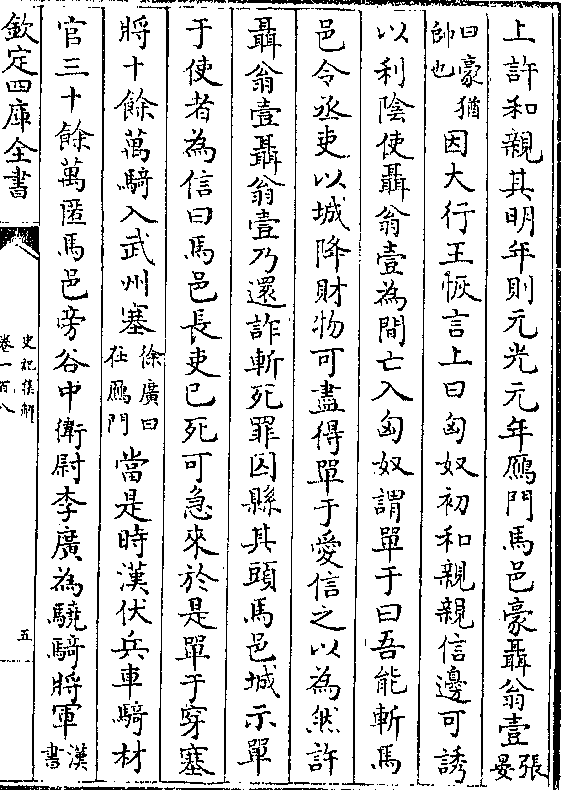 上許和親其明年則元光元年鴈門馬邑豪聶翁壹張晏
曰豪猶帥也因大行王恢言上曰匈奴初和親親信邊可誘
以利陰使聶翁壹為間亡入匈奴謂單于曰吾能斬馬
邑令丞吏以城降財物可盡得單于愛信之以為然許
聶翁壹聶翁壹乃還詐斬死罪囚縣其頭馬邑城示單
于使者為信曰馬邑長吏已死可急來於是單于穿塞
將十餘萬騎入武州塞徐廣曰在鴈門當是時漢伏兵車騎材
官三十餘萬匿馬邑旁谷中衛尉李廣為驍騎將軍漢書
欽定四庫全書
史記集解
卷一百八
五